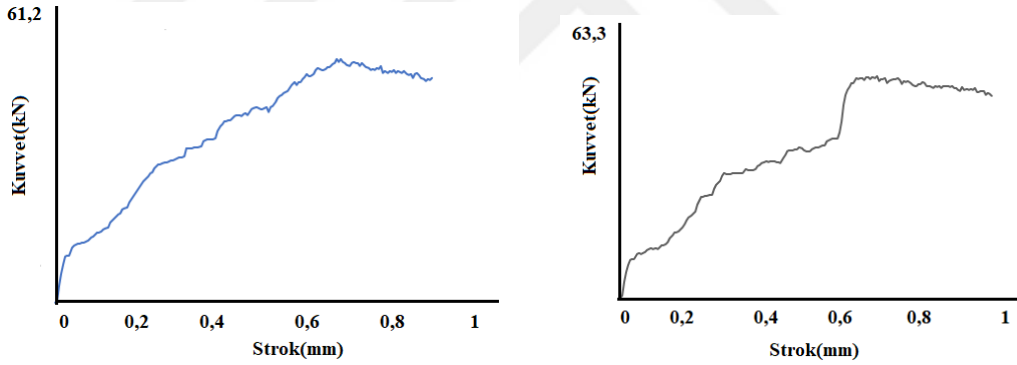 61,2
Kuvvet(kN)
0 0,2 0,4 0,6 0,8 1
Strok(mm)
63,3
Kuvvet(kN)
0 0,2 0,4 0,6 0,8 1
Strok(mm)